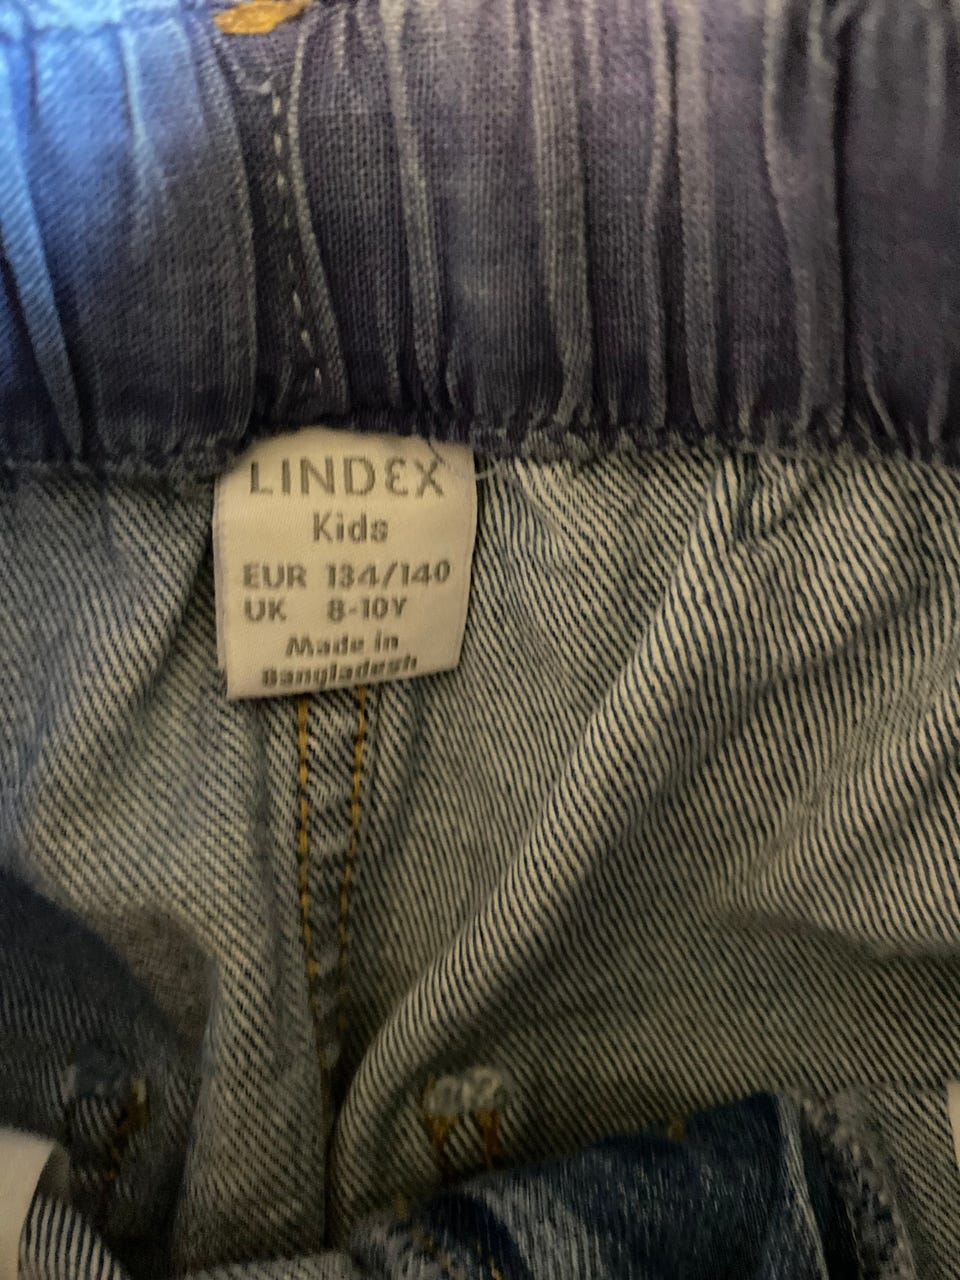 LINDEX
Kids
EUR 134/140
UK 8-10Y
Made in
Bangladesh